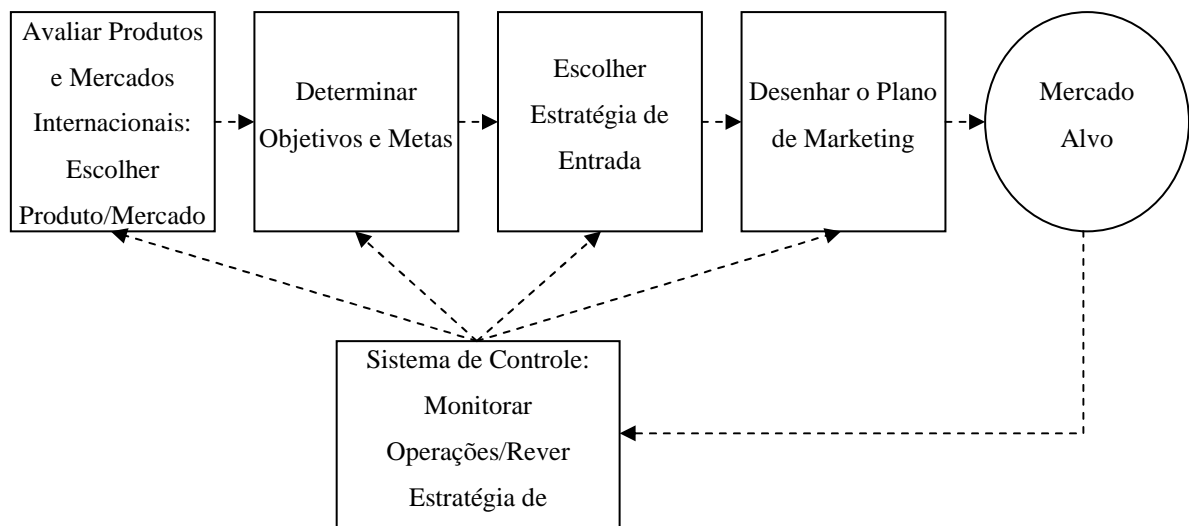 Avaliar Produtos
e Mercados
Internacionais:
Escolher
Produto/Mercado
Determinar
Objetivos e Metas
Escolher
Estratégia de
Entrada
Desenhar o Plano
de Marketing
Mercado
Alvo
Sistema de Controle:
Monitorar
Operações/Rever
Estratégia de